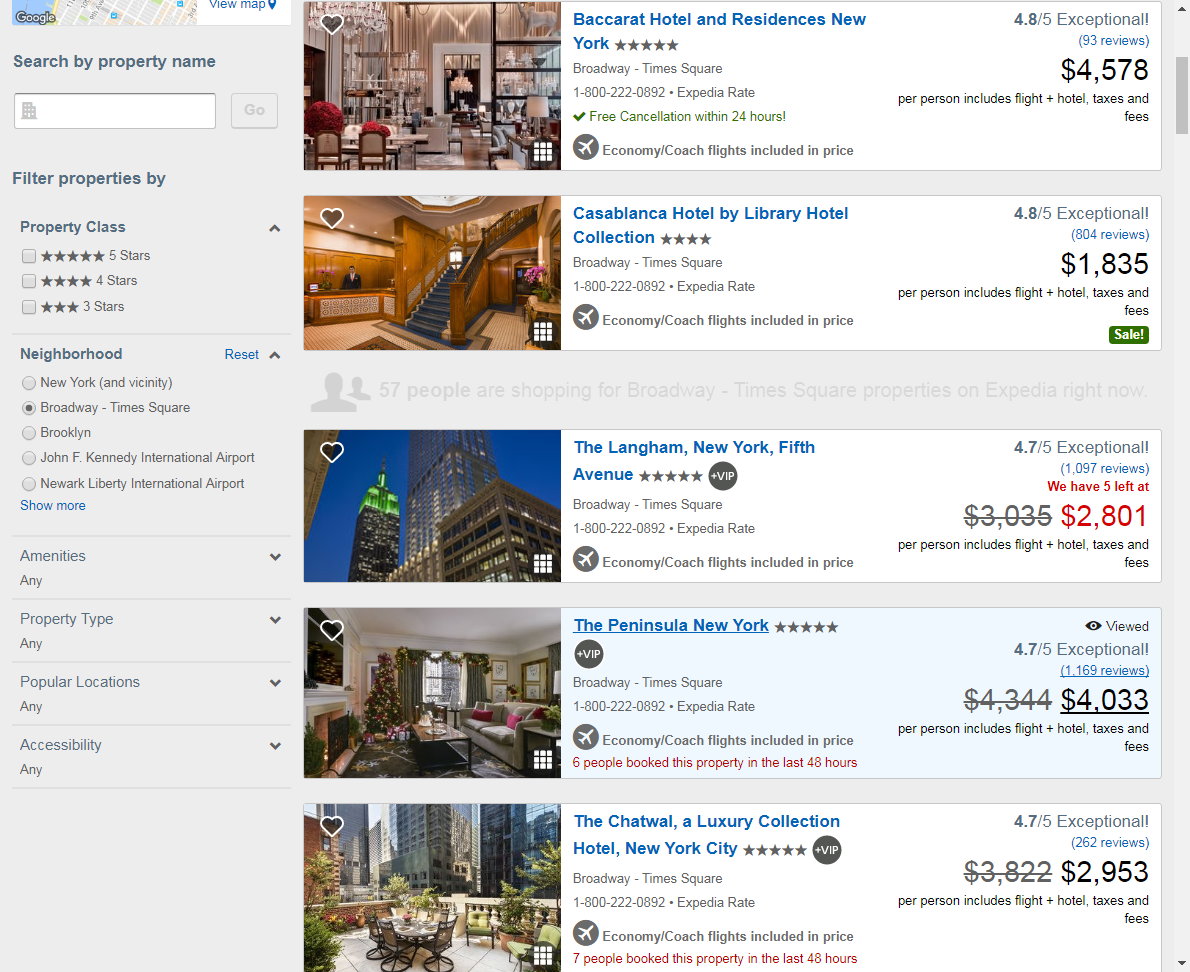 Google
View map
Search by property name
Go
Filter properties by
Property Class
5 Stars
4 Stars
3 Stars
Neighborhood Reset
New York (and vicinity)
Broadway - Times Square
Brooklyn
John F. Kennedy International Airport
Newark Liberty International Airport
Show more
Amenities
Any
Property Type
Any
Popular Locations
Any
Accessibility
Any
Baccarat Hotel and Residences New
York ★★★★★
Broadway - Times Square
1-800-222-0892 • Expedia Rate
Free Cancellation within 24 hours!
Economy/Coach flights included in price
4.8/5 Exceptional!
(93 reviews)
$4,578
per person includes flight + hotel, taxes and
fees
Casablanca Hotel by Library Hotel
Collection ★★★★
Broadway - Times Square
1-800-222-0892 • Expedia Rate
Economy/Coach flights included in price
4.8/5 Exceptional!
(804 reviews)
$1,835
per person includes flight + hotel, taxes and
fees
Sale!
57 people are shopping for Broadway - Times Square properties on Expedia right now.
The Langham, New York, Fifth
Avenue ★★★★★ +VIP
Broadway - Times Square
1-800-222-0892 • Expedia Rate
Economy/Coach flights included in price
4.7/5 Exceptional!
(1,097 reviews)
We have 5 left at
$3,035 $2,801
per person includes flight + hotel, taxes and
fees
The Peninsula New York ★★★★★
+VIP
Broadway - Times Square
1-800-222-0892 • Expedia Rate
Economy/Coach flights included in price
6 people booked this property in the last 48 hours
Viewed
4.7/5 Exceptional!
(1,169 reviews)
$4,344 $4,033
per person includes flight + hotel, taxes and
fees
The Chatwal, a Luxury Collection
Hotel, New York City ★★★★★ +VIP
Broadway - Times Square
1-800-222-0892 • Expedia Rate
Economy/Coach flights included in price
7 people booked this property in the last 48 hours
4.7/5 Exceptional!
(262 reviews)
$3,822 $2,953
per person includes flight + hotel, taxes and
fees